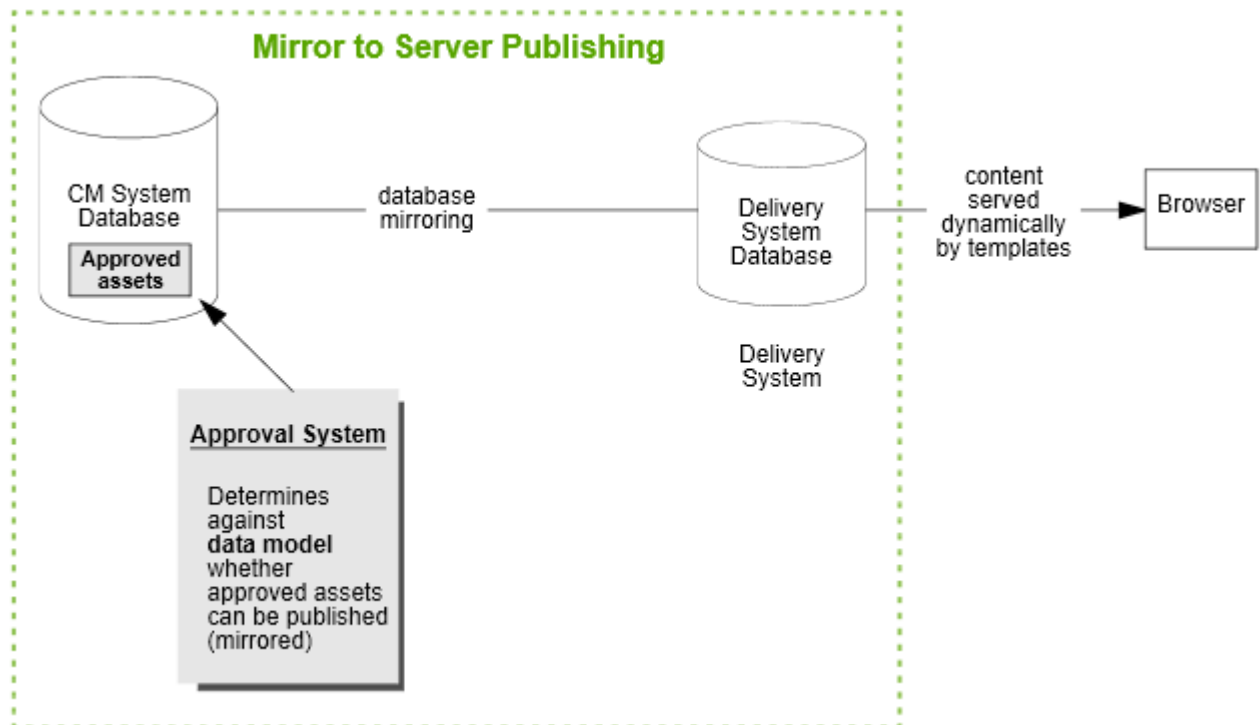 Mirror to Server Publishing
CM System
Database
Approved
assets
database
mirroring
Delivery
System
Database
content
served
dynamically
by templates
Browser
Delivery
System
Approval System
Determines
against
data model
whether
approved assets
can be published
(mirrored)